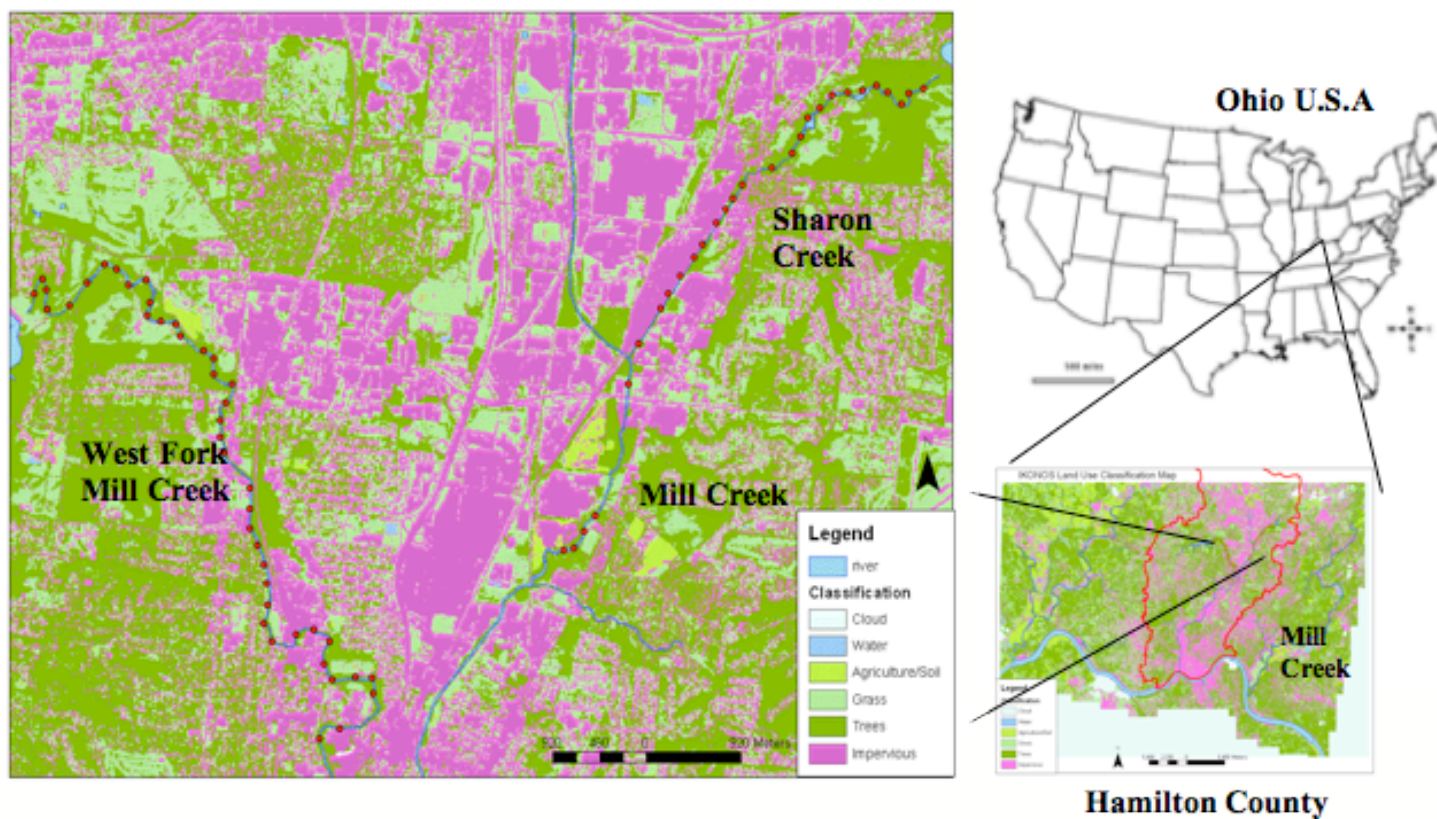 Sharon
Creek
West Fork
Mill Creek
Mill Creek
Legend
river
Classification
Cloud
Water
Agriculture/Soil
Grass
Trees
Impervious
Ohio U.S.A
IKONOS Land Use Classification Map
Mill
Creek
Legend
Hamilton County